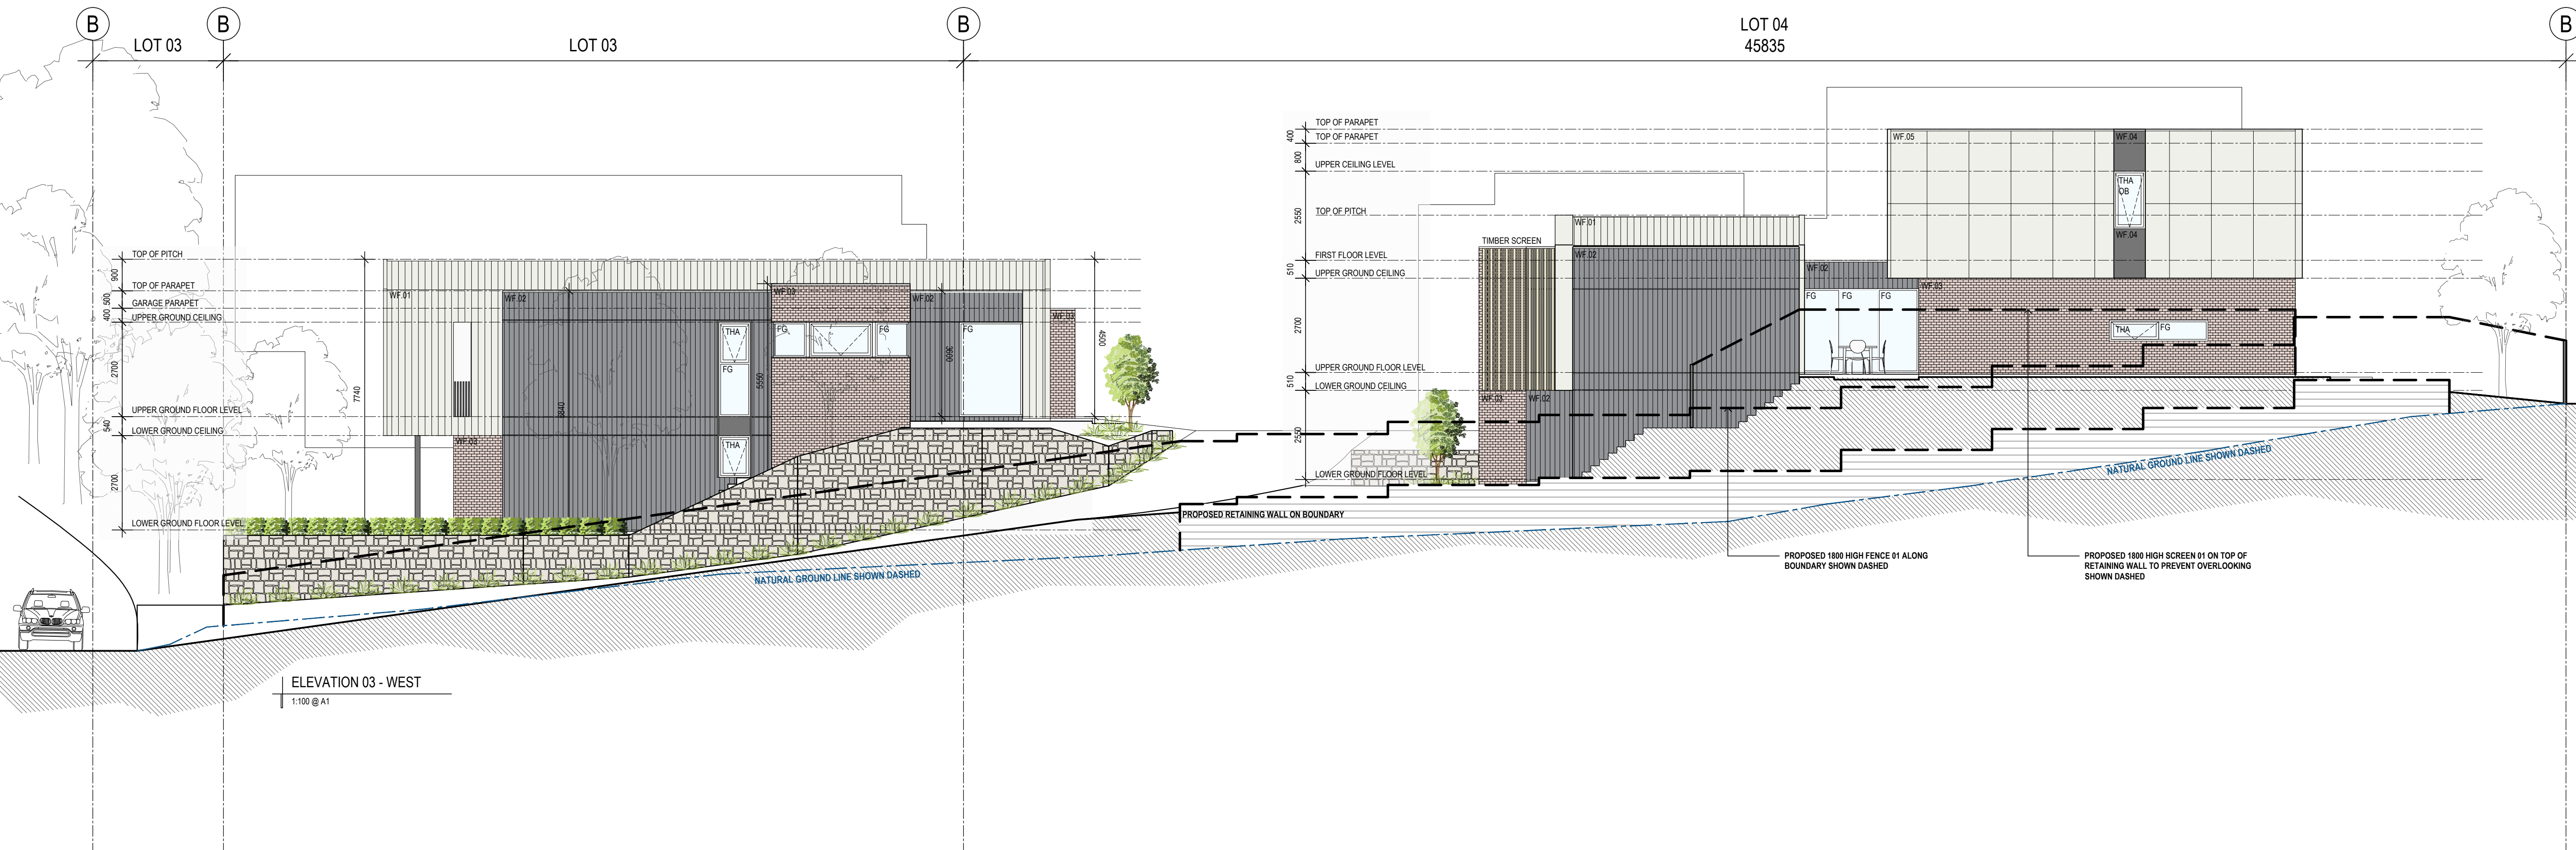 B
B
B
B
LOT 03
LOT 03
LOT 04
45835
TOP OF PITCH
900
TOP OF PARAPET
500
GARAGE PARAPET
400
UPPER GROUND CEILING
2700
UPPER GROUND FLOOR LEVEL
540
LOWER GROUND CEILING
2700
LOWER GROUND FLOOR LEVEL
7740
WF.01
WF.02
WF.03
WF.02
WF.03
WF.03
THA
FG
THA
FG
FG
FG
5550
3600
4500
TOP OF PARAPET
400
TOP OF PARAPET
800
UPPER CEILING LEVEL
2550
TOP OF PITCH
FIRST FLOOR LEVEL
510
UPPER GROUND CEILING
2700
UPPER GROUND FLOOR LEVEL
510
LOWER GROUND CEILING
2550
LOWER GROUND FLOOR LEVEL
TIMBER SCREEN
WF.01
WF.02
WF.02
WF.03
WF.03
WF.02
WF.05
WF.04
THA
OB
WF.04
FG
FG
FG
THA
FG
NATURAL GROUND LINE SHOWN DASHED
PROPOSED RETAINING WALL ON BOUNDARY
PROPOSED 1800 HIGH FENCE 01 ALONG
BOUNDARY SHOWN DASHED
PROPOSED 1800 HIGH SCREEN 01 ON TOP OF
RETAINING WALL TO PREVENT OVERLOOKING
SHOWN DASHED
NATURAL GROUND LINE SHOWN DASHED
ELEVATION 03 - WEST
1:100 @ A1